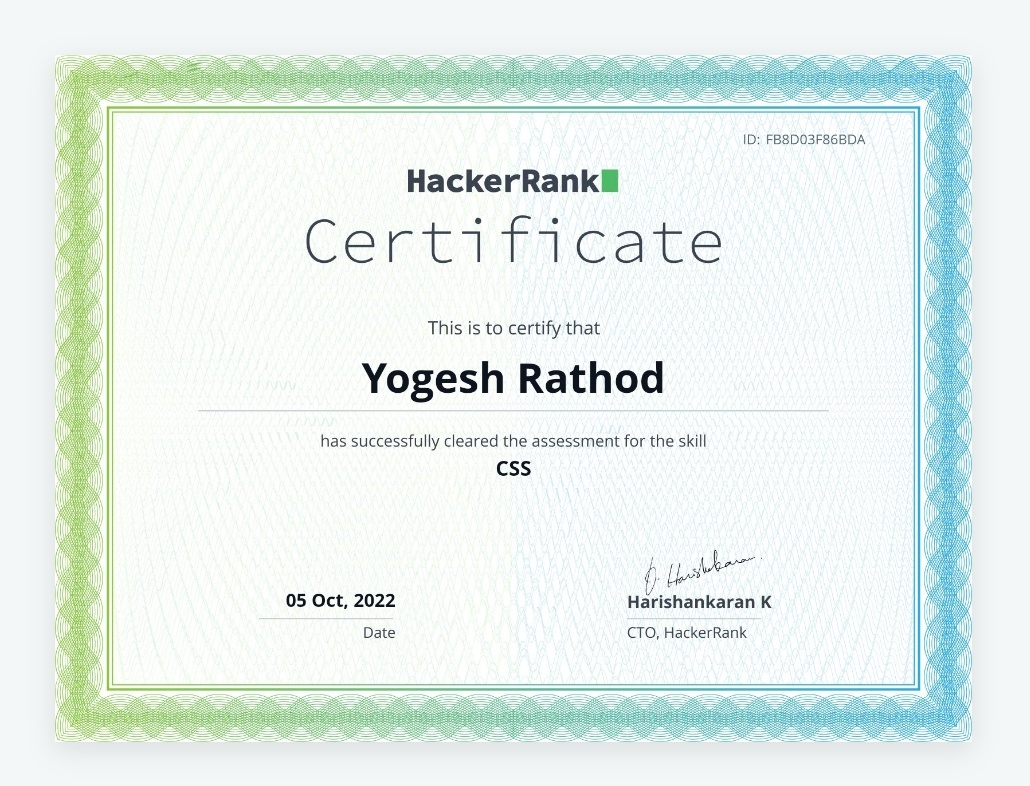 ID: FB8D03F86BDA
HackerRank
Certificate
This is to certify that
Yogesh Rathod
has successfully cleared the assessment for the skill
CSS
05 Oct, 2022
Date
Harishankaran K
CTO, HackerRank